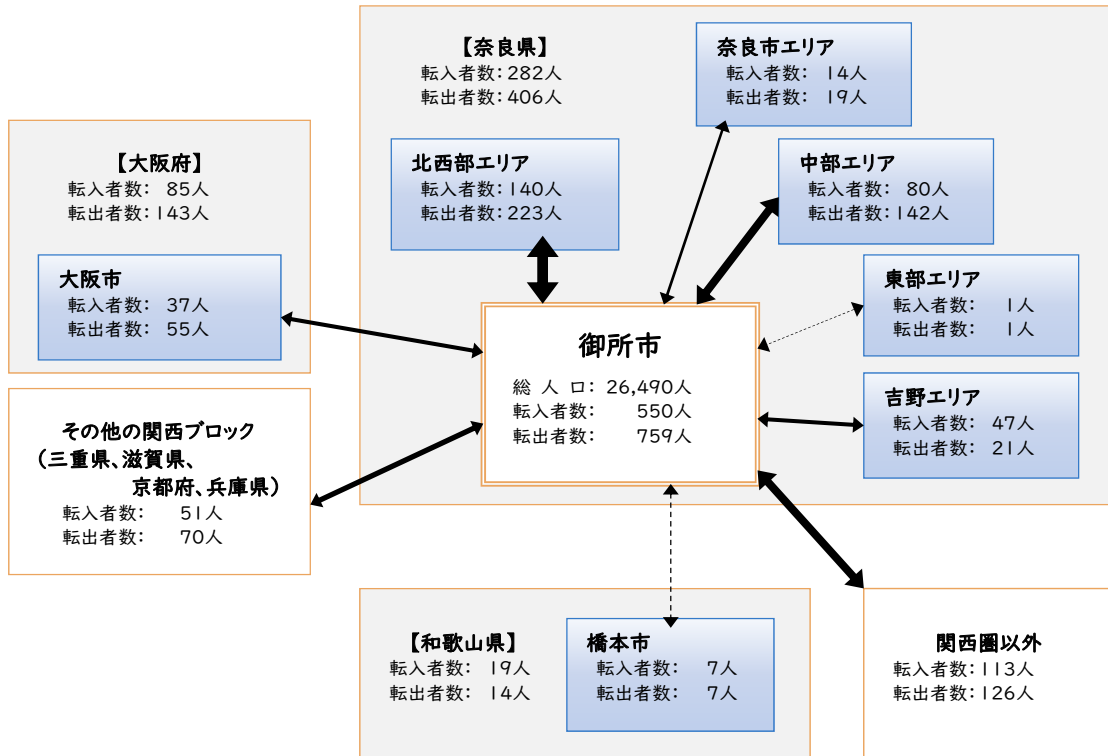 【奈良県】
転入者数:282人
転出者数:406人
奈良市エリア
転入者数: 14人
転出者数: 19人
【大阪府】
転入者数: 85人
転出者数:143人
北西部エリア
転入者数:140人
転出者数:223人
中部エリア
転入者数: 80人
転出者数:142人
大阪市
転入者数: 37人
転出者数: 55人
東部エリア
転入者数: 1人
転出者数: 1人
御所市
総 人 口: 26,490人
転入者数: 550人
転出者数: 759人
吉野エリア
転入者数: 47人
転出者数: 21人
その他の関西ブロック
(三重県、滋賀県、
京都府、兵庫県)
転入者数: 51人
転出者数: 70人
【和歌山県】
転入者数: 19人
転出者数: 14人
橋本市
転入者数: 7人
転出者数: 7人
関西圏以外
転入者数:113人
転出者数:126人